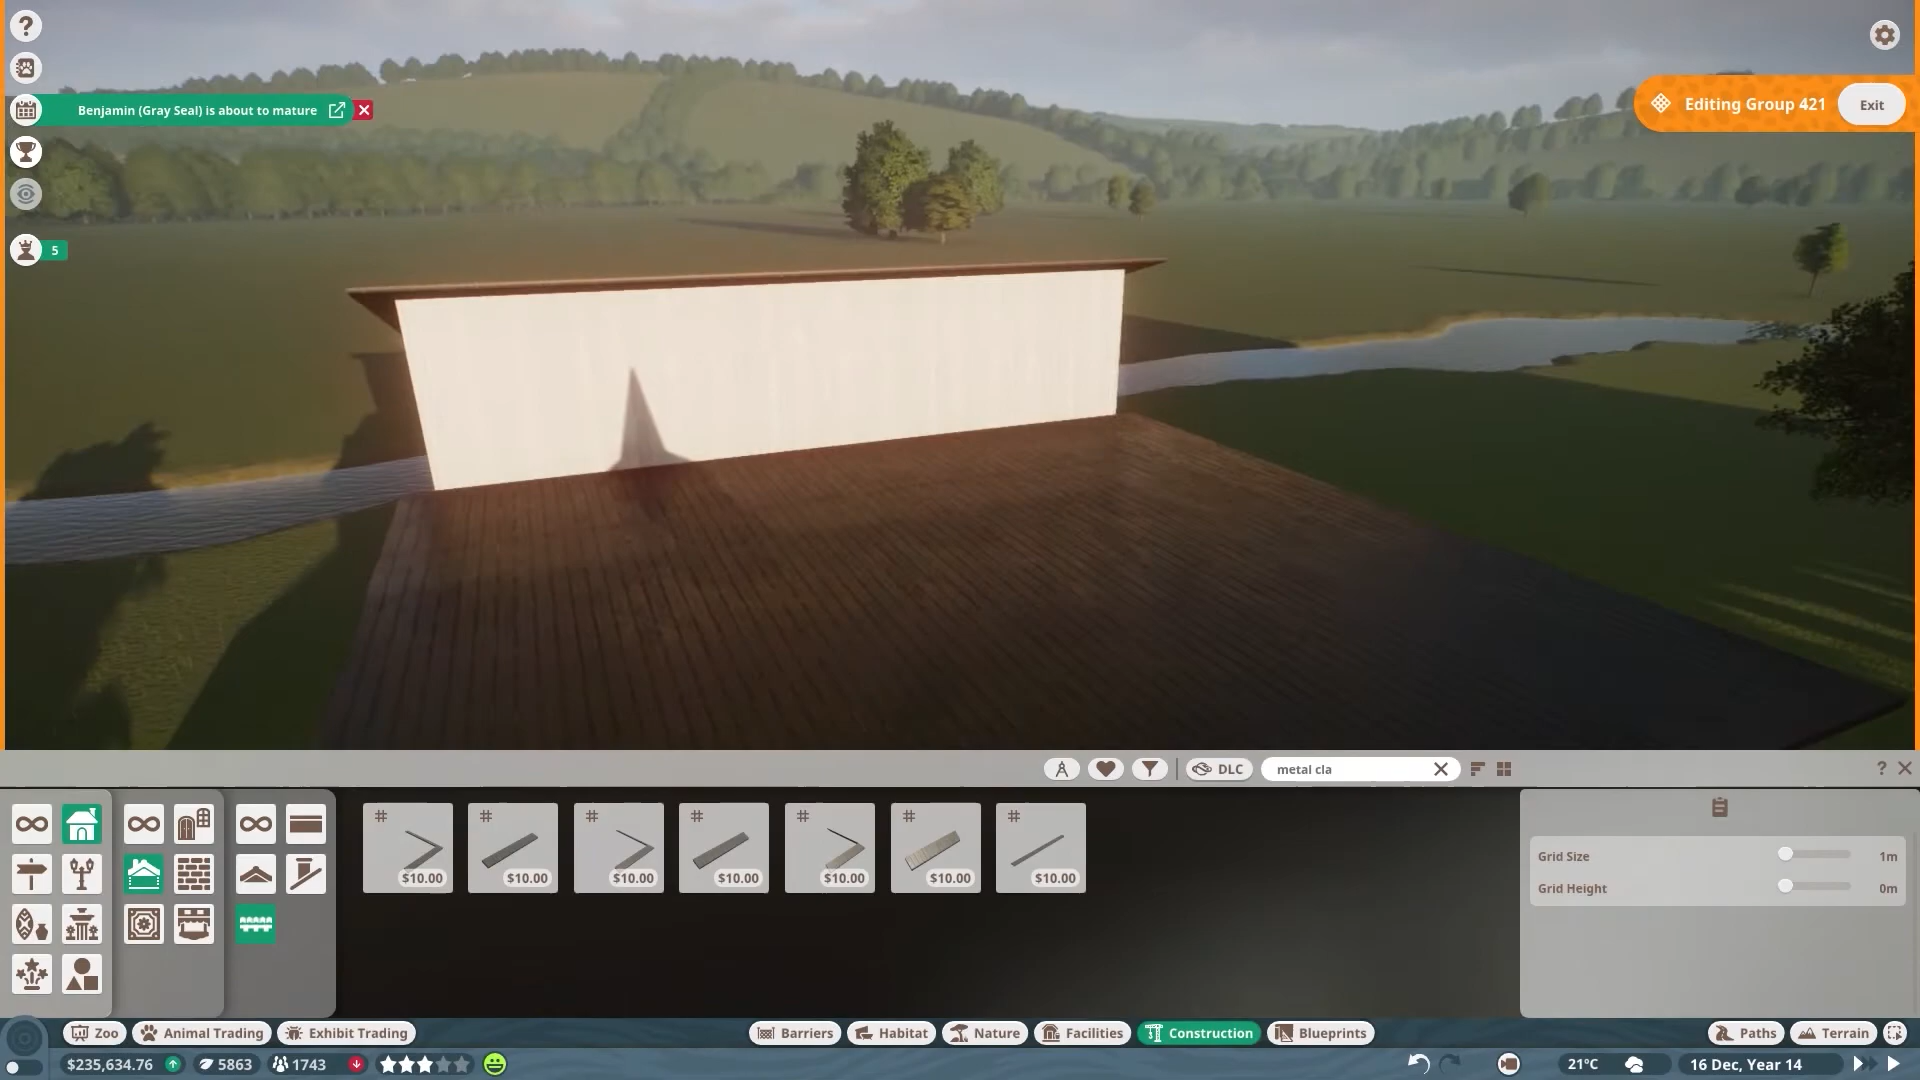 ?
Benjamin (Gray Seal) is about to mature
Editing Group 421
Exit
5
DLC
metal cla
?
$10.00
$10.00
$10.00
$10.00
$10.00
$10.00
$10.00
Grid Size
1m
Grid Height
0m
Zoo
Animal Trading
Exhibit Trading
Barriers
Habitat
Nature
Facilities
Construction
Blueprints
Paths
Terrain
$235,634.76
5863
1743
21°C
16 Dec, Year 14